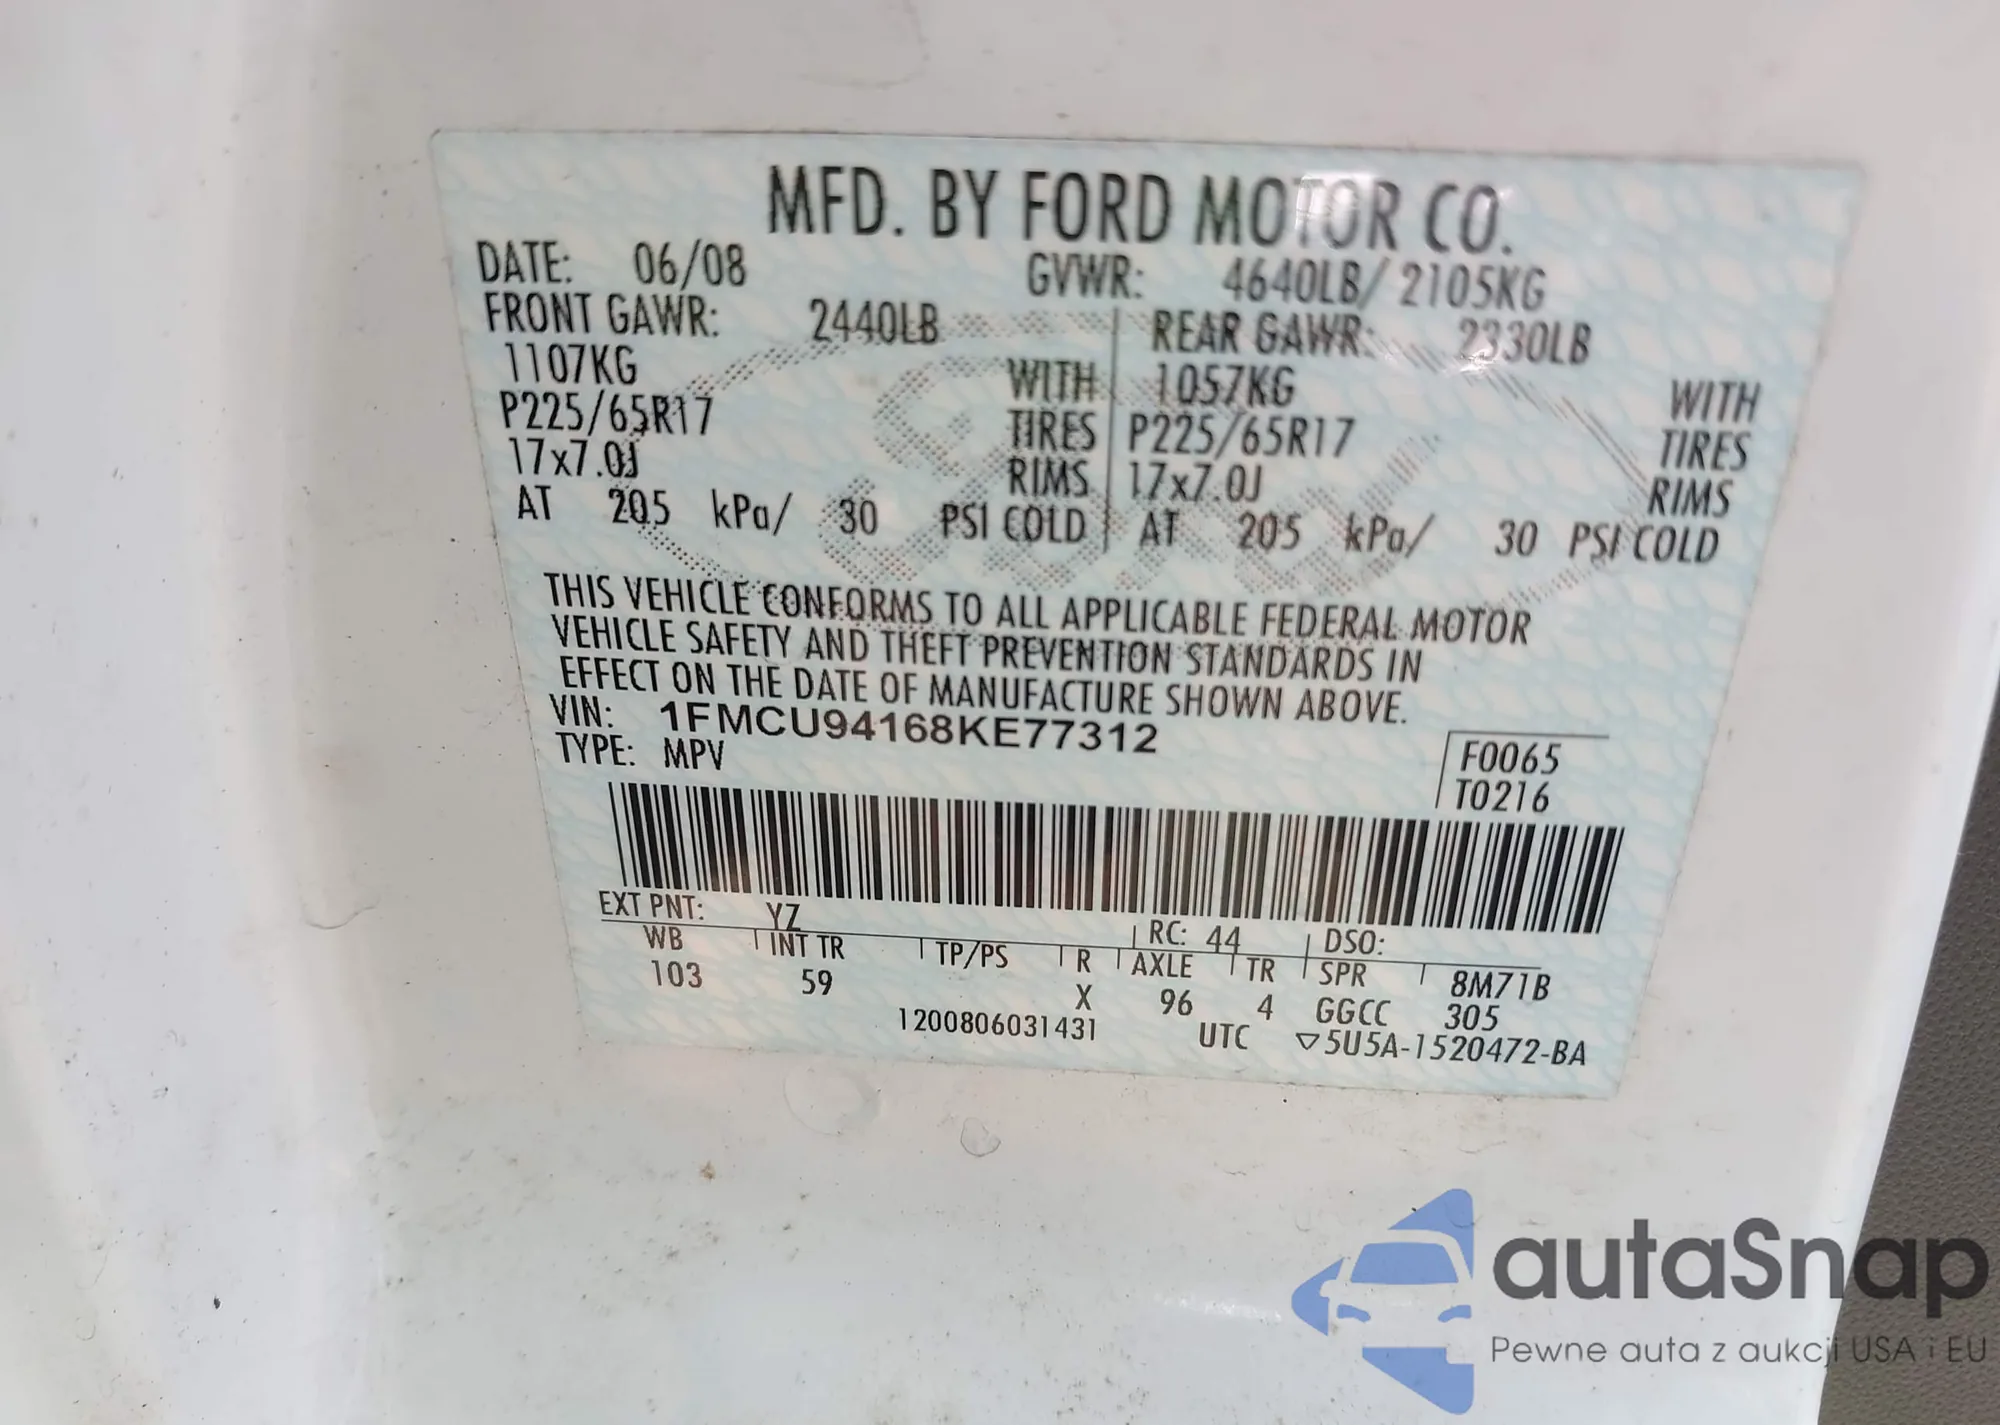 MFD. BY FORD MOTOR CO.
DATE: 06/08 GVWR: 4640LB/ 2105KG
FRONT GAWR: 2440LB REAR GAWR: 2330LB
1107KG WITH 1057KG WITH
P225/65R17 TIRES P225/65R17 TIRES
17x7.0J RIMS 17x7.0J RIMS
AT 205 kPa/ 30 PSI COLD AT 205 kPa/ 30 PSI COLD
THIS VEHICLE CONFORMS TO ALL APPLICABLE FEDERAL MOTOR
VEHICLE SAFETY AND THEFT PREVENTION STANDARDS IN
EFFECT ON THE DATE OF MANUFACTURE SHOWN ABOVE.
VIN: 1FMCU94168KE77312
TYPE: MPV
F0065
T0216
EXT PNT: YZ RC: 44 DSO:
WB INT TR TP/PS R AXLE TR SPR 8M71B
103 59 X 96 4 GGCC 305
1200806031431 UTC ▽5U5A-1520472-BA
autaSnap
Pewne auta z aukcji USA i EU